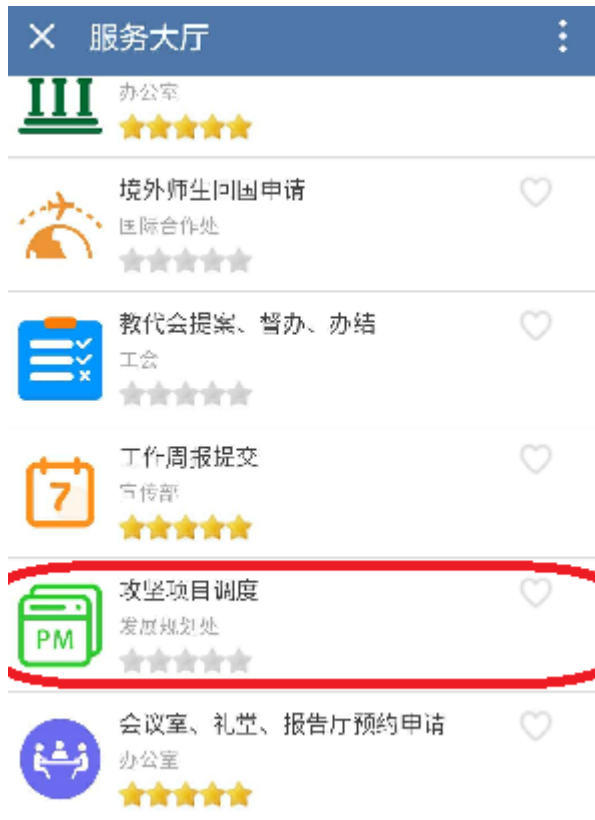 服务大厅
办公室
境外师生回国申请
国际合作处
教代会提案、督办、办结
工会
工作周报提交
7
宣传部
攻坚项目调度
PM
发展规划处
会议室、礼堂、报告厅预约申请
办公室